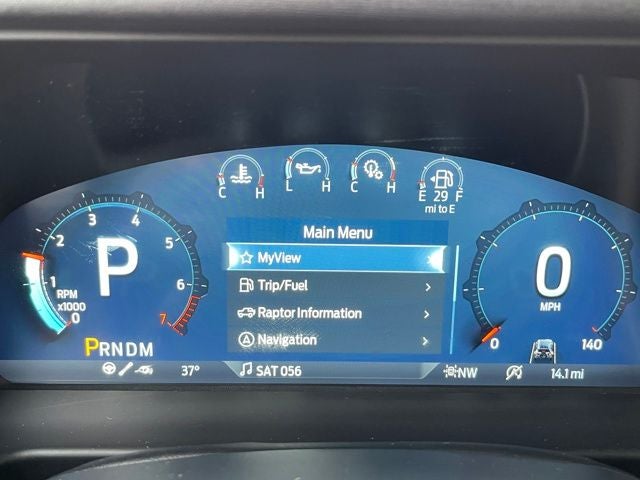 C H
L H
C H
E 29 F
mi to E
Main Menu
MyView
Trip/Fuel
Raptor Information
Navigation
P
0
1
2
3
4
5
6
7
RPM
x1000
PRNDM
0
MPH
0
140
37°
SAT 056
NW
14.1 mi